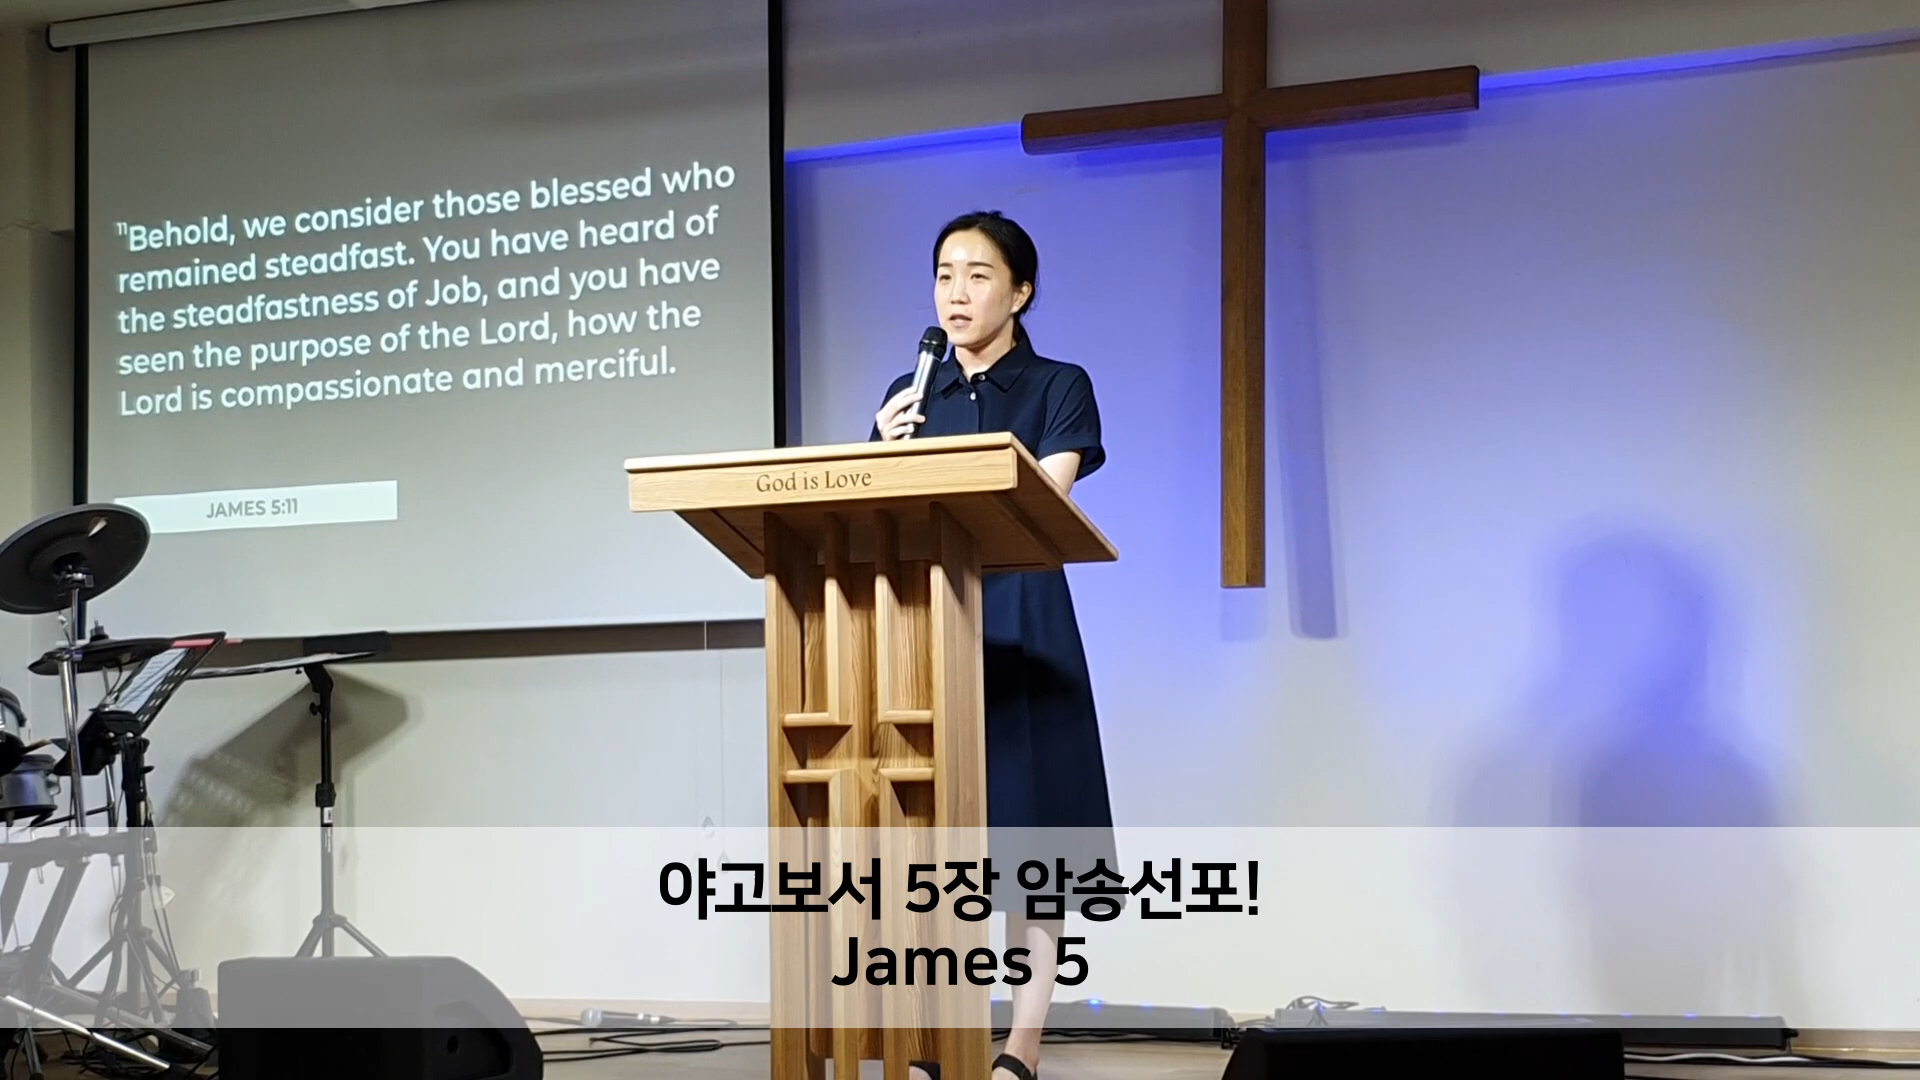 ¹¹Behold, we consider those blessed who
remained steadfast. You have heard of
the steadfastness of Job, and you have
seen the purpose of the Lord, how the
Lord is compassionate and merciful.
JAMES 5:11
God is Love
야고보서 5장 암송선포!
James 5